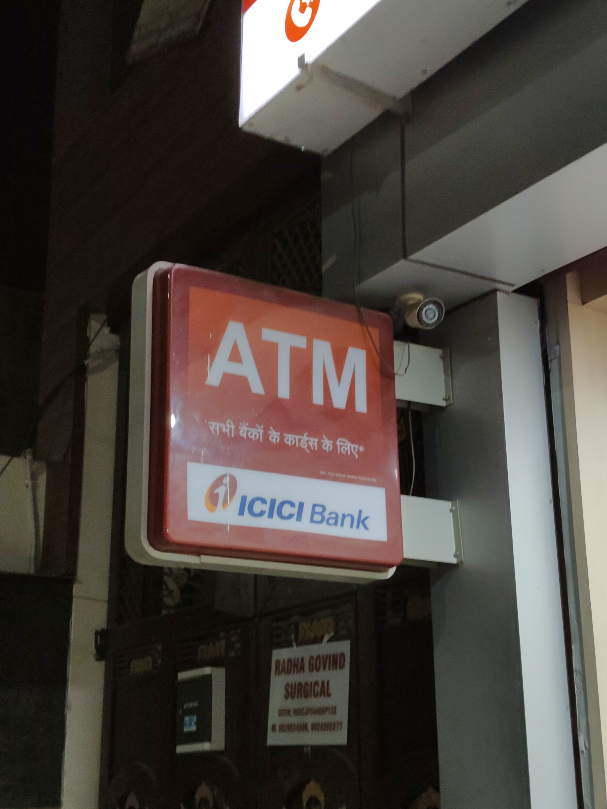 ATM
सभी बैंकों के कार्ड्स के लिए*
ICICI Bank
RADHA GOVIND
SURGICAL